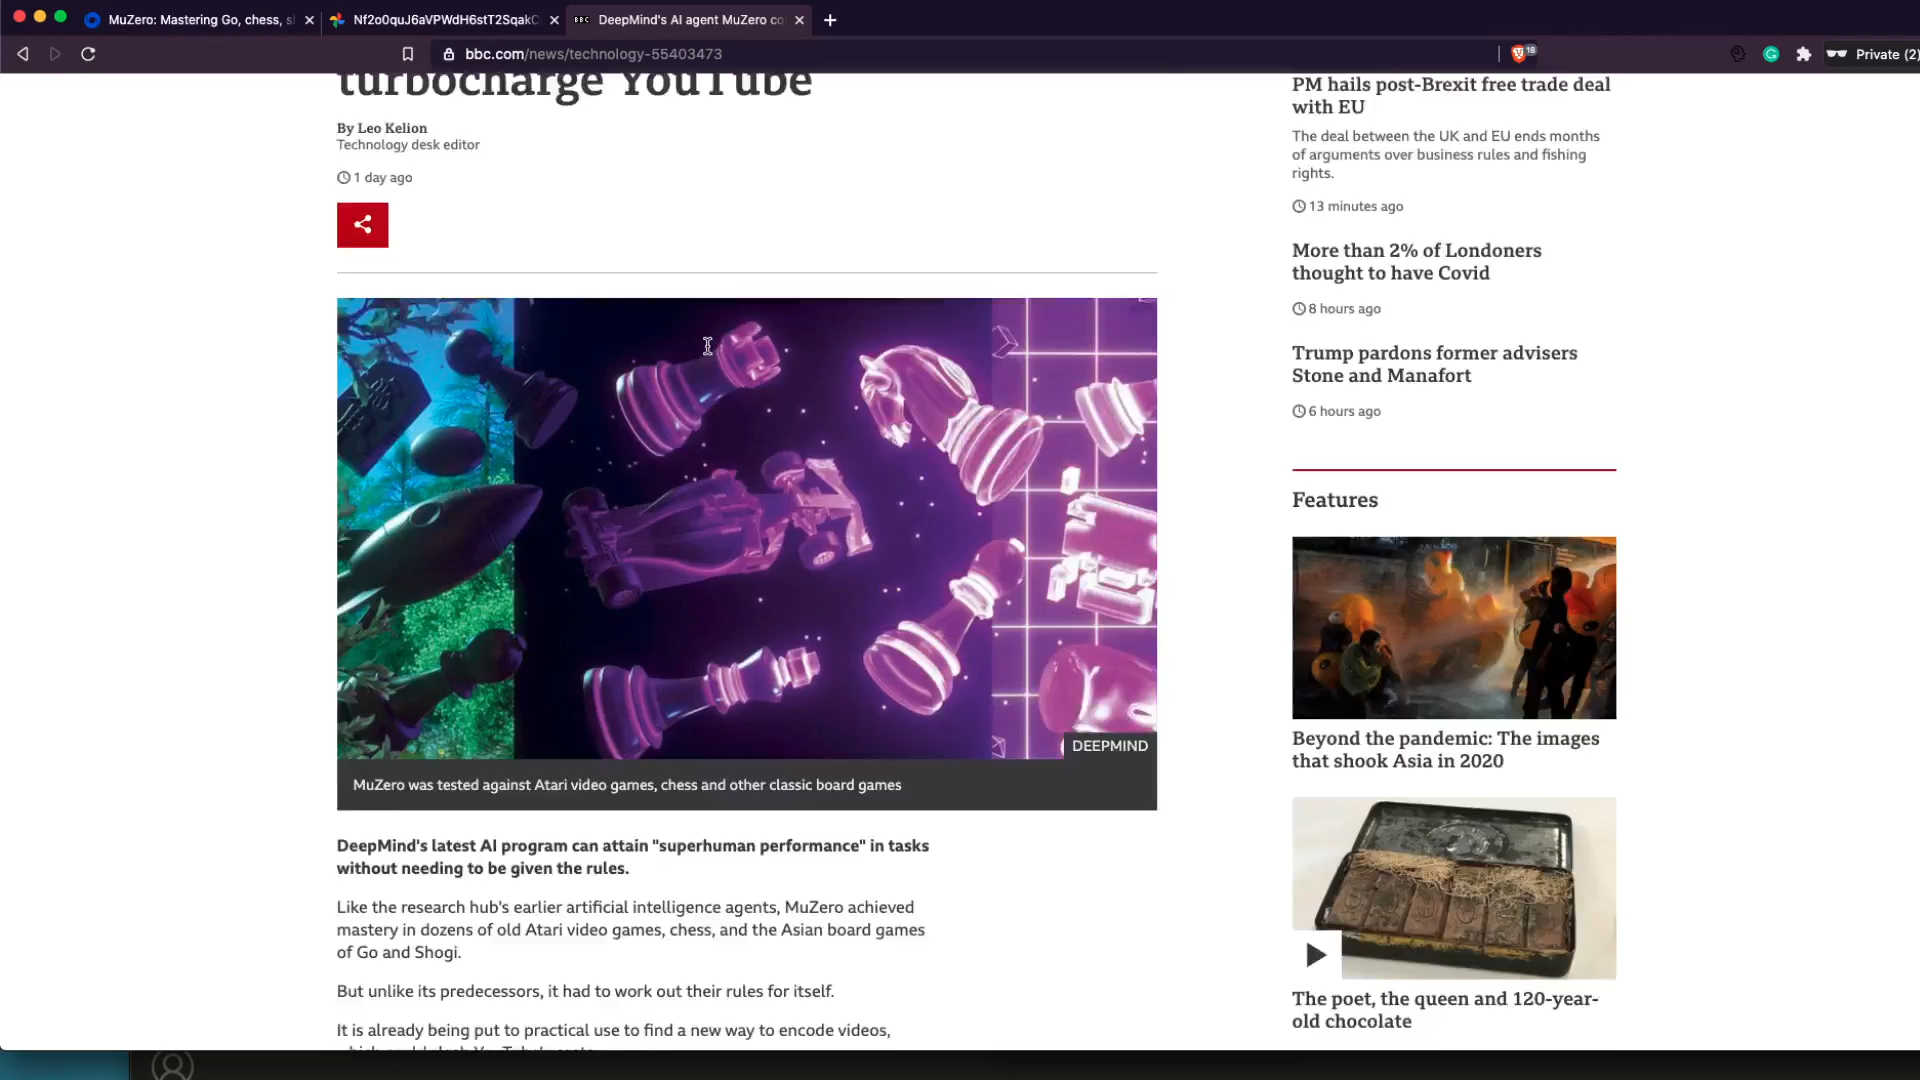 MuZero: Mastering Go, chess, s
Nf2o0quJ6aVPWdH6stT2SqakC
BBC
DeepMind's AI agent MuZero co
bbc.com/news/technology-55403473
18
Private (2)
turbocharge YouTube
By Leo Kelion
Technology desk editor
1 day ago
DEEPMIND
MuZero was tested against Atari video games, chess and other classic board games
DeepMind's latest AI program can attain "superhuman performance" in tasks
without needing to be given the rules.
Like the research hub's earlier artificial intelligence agents, MuZero achieved
mastery in dozens of old Atari video games, chess, and the Asian board games
of Go and Shogi.
But unlike its predecessors, it had to work out their rules for itself.
It is already being put to practical use to find a new way to encode videos,
PM hails post-Brexit free trade deal
with EU
The deal between the UK and EU ends months
of arguments over business rules and fishing
rights.
13 minutes ago
More than 2% of Londoners
thought to have Covid
8 hours ago
Trump pardons former advisers
Stone and Manafort
6 hours ago
Features
Beyond the pandemic: The images
that shook Asia in 2020
The poet, the queen and 120-year-
old chocolate